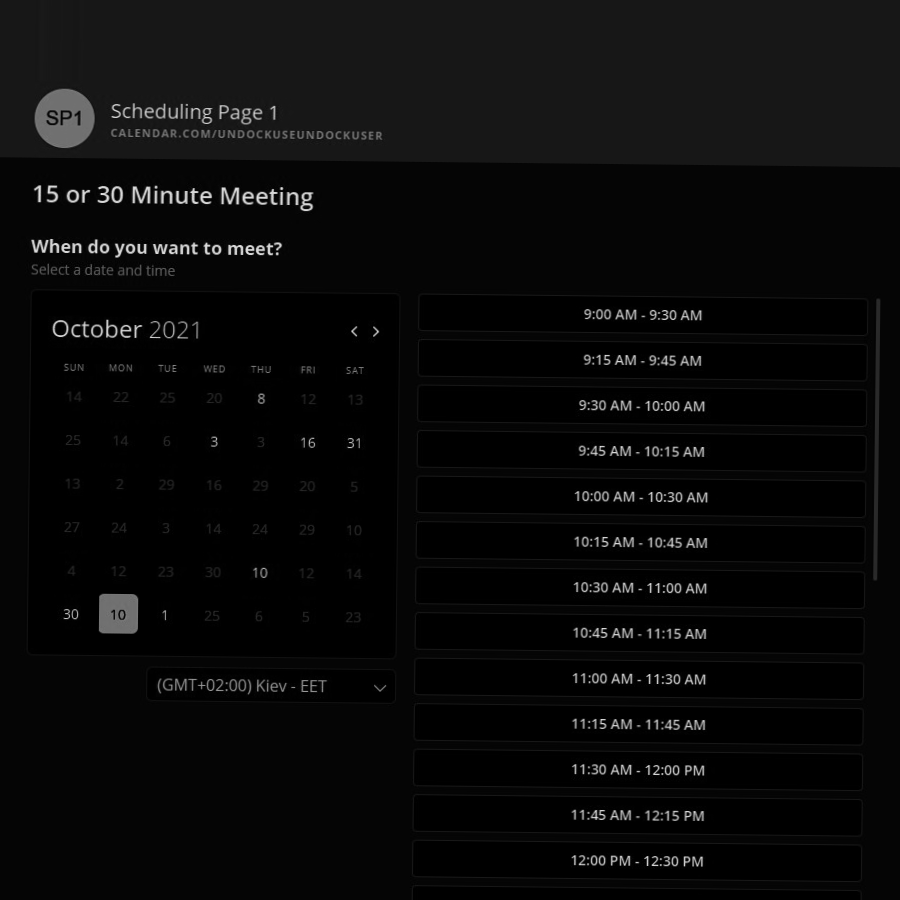 SP1
Scheduling Page 1
CALENDAR.COM/UNDOCKUSEUNDOCKUSER
15 or 30 Minute Meeting
When do you want to meet?
Select a date and time
October 2021
SUN MON TUE WED THU FRI SAT
14 22 25 20 8 12 13
25 14 6 3 3 16 31
13 2 29 16 29 20 5
27 24 3 14 24 29 10
4 12 23 30 10 12 14
30 10 1 25 6 5 23
(GMT+02:00) Kiev - EET
9:00 AM - 9:30 AM
9:15 AM - 9:45 AM
9:30 AM - 10:00 AM
9:45 AM - 10:15 AM
10:00 AM - 10:30 AM
10:15 AM - 10:45 AM
10:30 AM - 11:00 AM
10:45 AM - 11:15 AM
11:00 AM - 11:30 AM
11:15 AM - 11:45 AM
11:30 AM - 12:00 PM
11:45 AM - 12:15 PM
12:00 PM - 12:30 PM